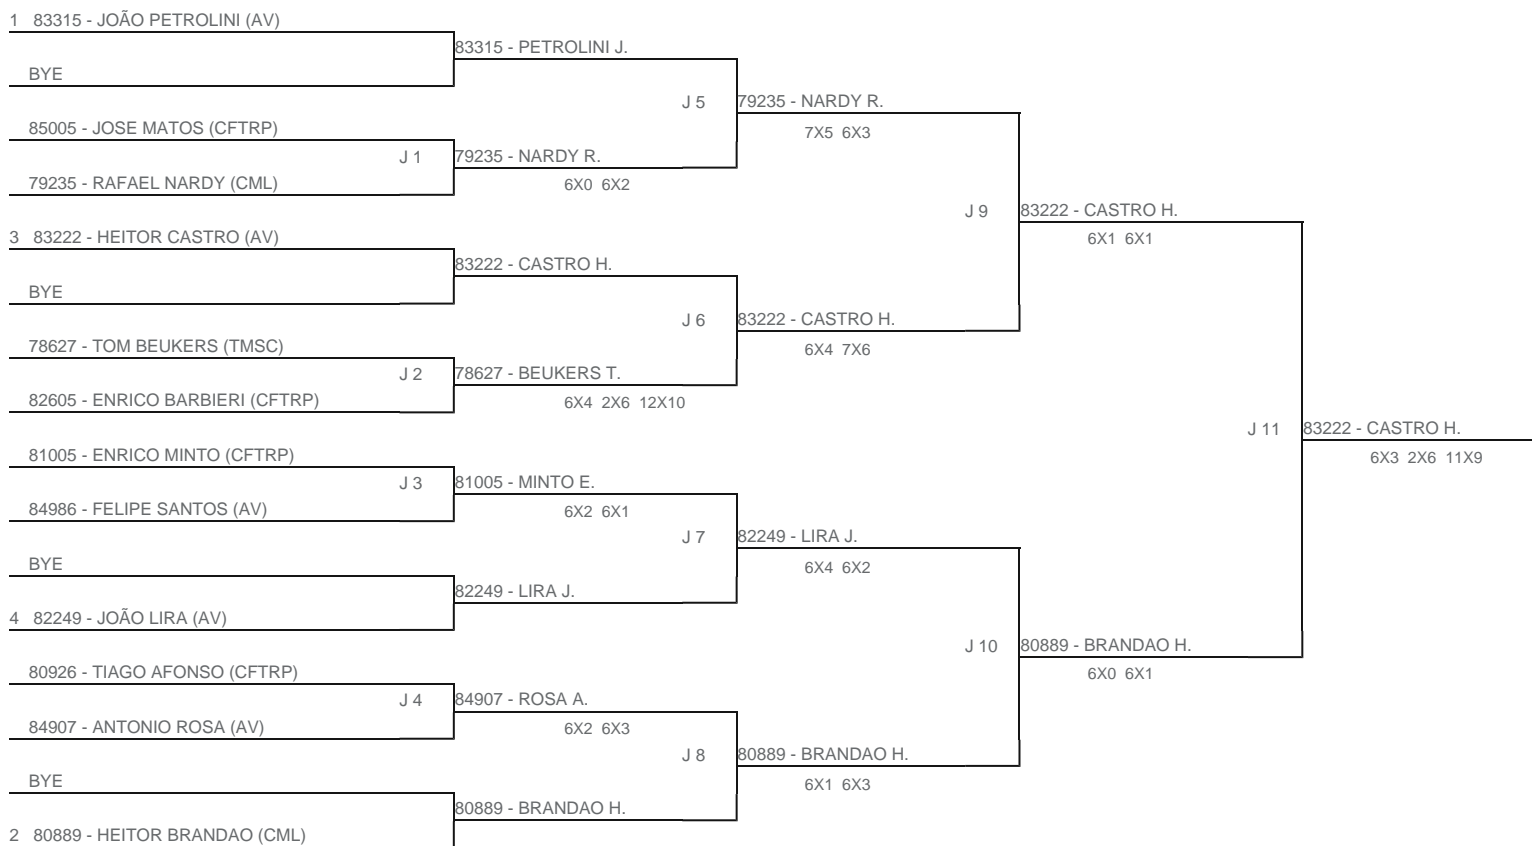 1 83315 - JOÃO PETROLINI (AV)
83315 - PETROLINI J.
BYE
J 5
79235 - NARDY R.
85005 - JOSE MATOS (CFTRP)
7X5 6X3
J 1
79235 - NARDY R.
79235 - RAFAEL NARDY (CML)
6X0 6X2
J 9
83222 - CASTRO H.
3 83222 - HEITOR CASTRO (AV)
6X1 6X1
83222 - CASTRO H.
BYE
J 6
83222 - CASTRO H.
78627 - TOM BEUKERS (TMSC)
6X4 7X6
J 2
78627 - BEUKERS T.
82605 - ENRICO BARBIERI (CFTRP)
6X4 2X6 12X10
J 11
83222 - CASTRO H.
81005 - ENRICO MINTO (CFTRP)
6X3 2X6 11X9
J 3
81005 - MINTO E.
84986 - FELIPE SANTOS (AV)
6X2 6X1
J 7
82249 - LIRA J.
BYE
6X4 6X2
82249 - LIRA J.
4 82249 - JOÃO LIRA (AV)
J 10
80889 - BRANDAO H.
80926 - TIAGO AFONSO (CFTRP)
6X0 6X1
J 4
84907 - ROSA A.
84907 - ANTONIO ROSA (AV)
6X2 6X3
J 8
80889 - BRANDAO H.
BYE
6X1 6X3
80889 - BRANDAO H.
2 80889 - HEITOR BRANDAO (CML)